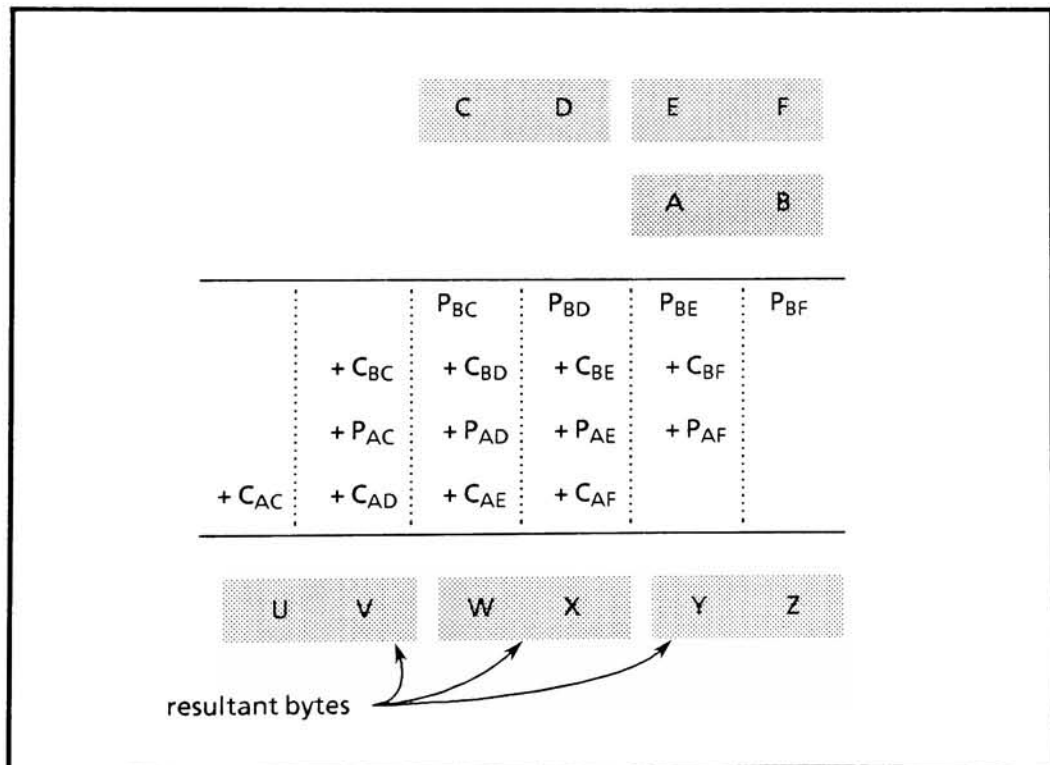 C D E F
A B
P_BC P_BD P_BE P_BF
+ C_BC + C_BD + C_BE + C_BF
+ P_AC + P_AD + P_AE + P_AF
+ C_AC + C_AD + C_AE + C_AF
U V W X Y Z
resultant bytes